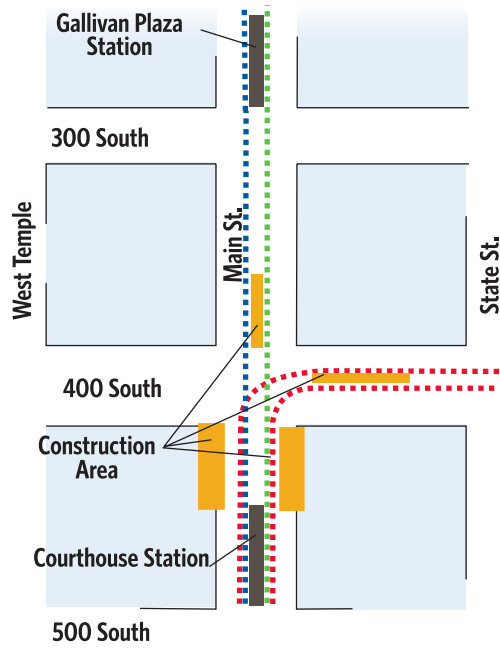 Gallivan Plaza
Station
300 South
West Temple
Main St.
State St.
400 South
Construction
Area
Courthouse Station
500 South